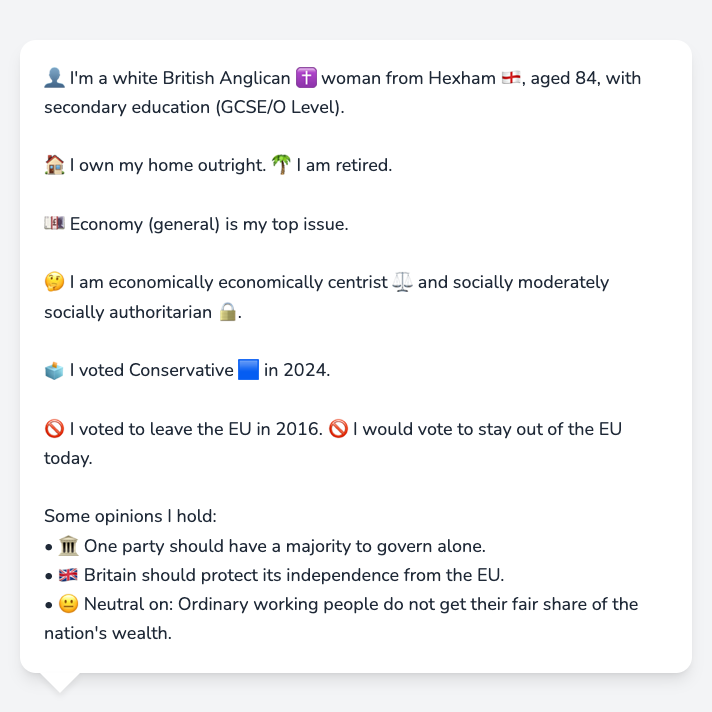 👤 I'm a white British Anglican ✝️ woman from Hexham 🏴󠁧󠁢󠁥󠁮󠁧󠁿, aged 84, with
secondary education (GCSE/O Level).
🏠 I own my home outright. 🌴 I am retired.
💷 Economy (general) is my top issue.
🤔 I am economically economically centrist ⚖️ and socially moderately
socially authoritarian 🔒.
🗳️ I voted Conservative 🟦 in 2024.
🚫 I voted to leave the EU in 2016. 🚫 I would vote to stay out of the EU
today.
Some opinions I hold:
• 🏛️ One party should have a majority to govern alone.
• 🇬🇧 Britain should protect its independence from the EU.
• 😐 Neutral on: Ordinary working people do not get their fair share of the
nation's wealth.